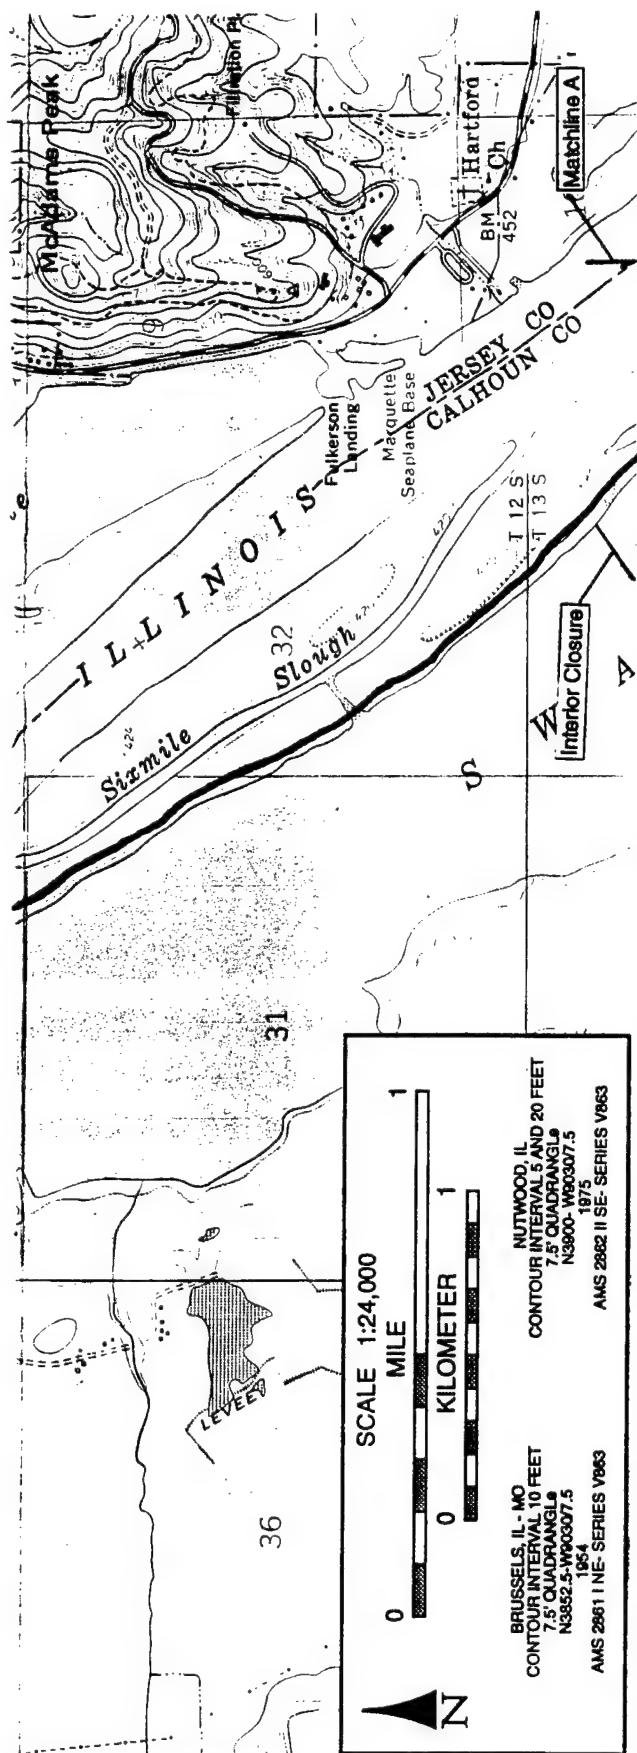 McAdams Peak
Hartford
Ch
BM
452
Matchline A
Fulkerson
Landing
Marquette
Seaplane Base
JERSEY CO
CALHOUN CO
ILLINOIS
T 12 S
T 13 S
32
Sixmile Slough
424
Interior Closure
S
W
A
31
36
LEVEE
SCALE 1:24,000
MILE
0
1
KILOMETER
0
1
N
BRUSSELS, IL - MO
CONTOUR INTERVAL 10 FEET
7.5' QUADRANGLe
N3852.5-W9030/7.5
1954
AMS 2861 I NE- SERIES V863
NUTWOOD, IL
CONTOUR INTERVAL 5 AND 20 FEET
7.5' QUADRANGLe
N3900- W9030/7.5
1975
AMS 2862 II SE- SERIES V863